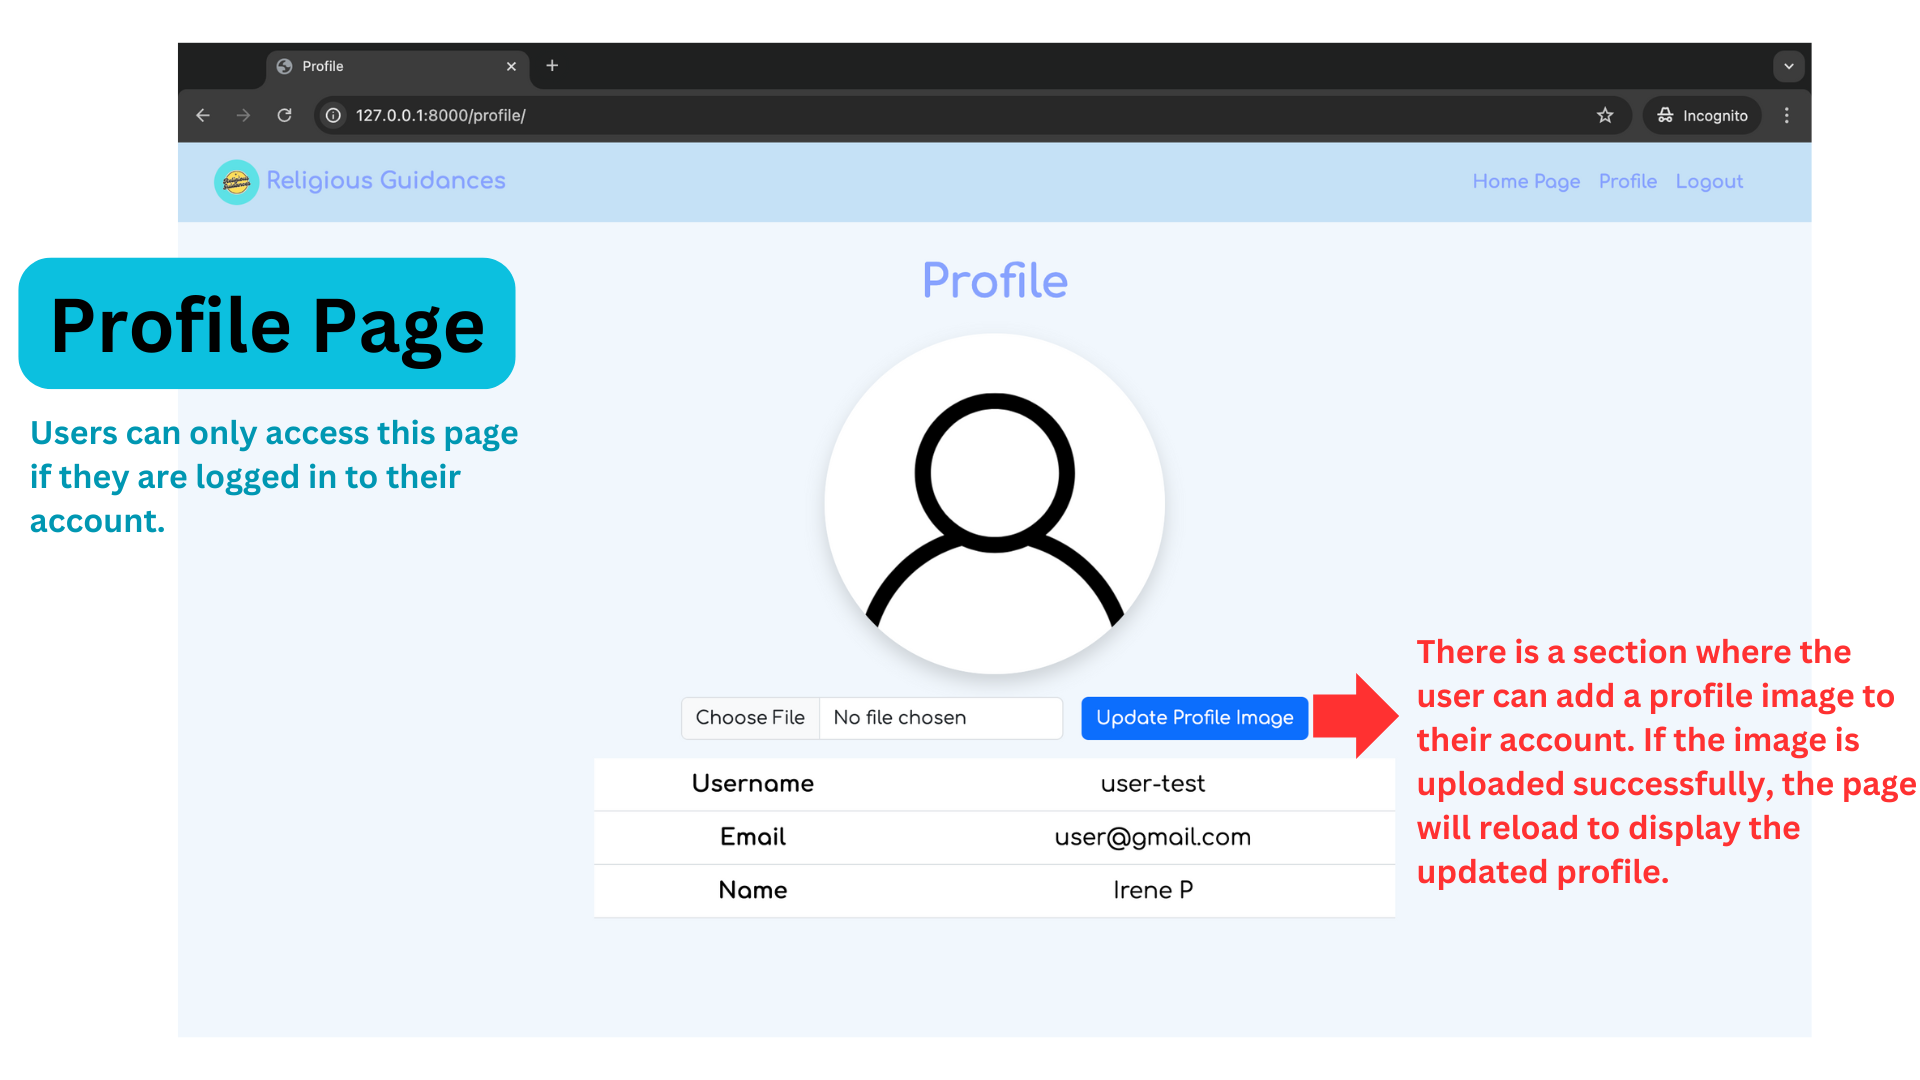 Profile
127.0.0.1:8000/profile/
Incognito
Religious Guidances
Religious Guidances
Home Page Profile Logout
Profile
Profile Page
Users can only access this page
if they are logged in to their
account.
Choose File No file chosen
Update Profile Image
Username user-test
Email user@gmail.com
Name Irene P
There is a section where the
user can add a profile image to
their account. If the image is
uploaded successfully, the page
will reload to display the
updated profile.